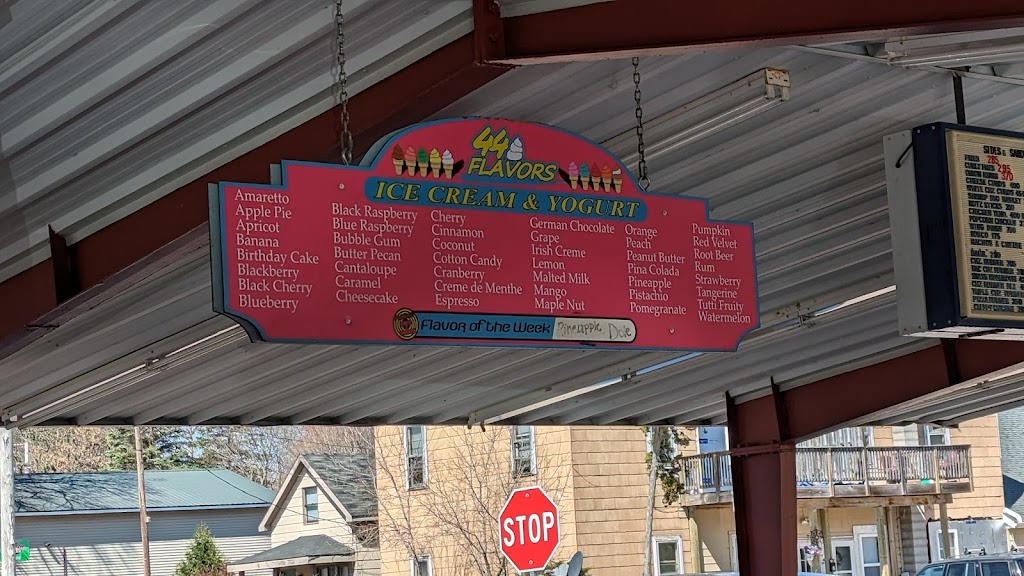 44
FLAVORS
ICE CREAM & YOGURT
Amaretto
Apple Pie
Apricot
Banana
Birthday Cake
Blackberry
Black Cherry
Blueberry
Black Raspberry
Blue Raspberry
Bubble Gum
Butter Pecan
Cantaloupe
Caramel
Cheesecake
Cherry
Cinnamon
Coconut
Cotton Candy
Cranberry
Creme de Menthe
Espresso
German Chocolate
Grape
Irish Creme
Lemon
Malted Milk
Mango
Maple Nut
Orange
Peach
Peanut Butter
Pina Colada
Pineapple
Pistachio
Pomegranate
Pumpkin
Red Velvet
Root Beer
Rum
Strawberry
Tangerine
Tutti Fruity
Watermelon
Flavor of the Week Pineapple Dole
SIDES &
STOP